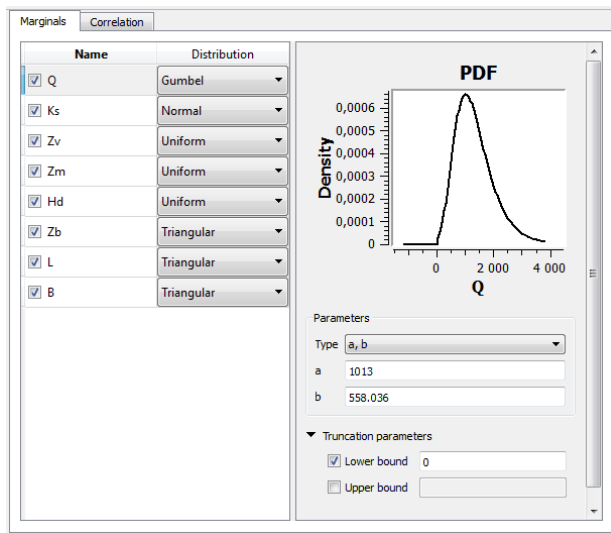 Marginals Correlation
Name Distribution
Q Gumbel
Ks Normal
Zv Uniform
Zm Uniform
Hd Uniform
Zb Triangular
L Triangular
B Triangular
PDF
Density
0,0006
0,0005
0,0004
0,0003
0,0002
0,0001
0
0 2 000 4 000
Q
Parameters
Type a, b
a 1013
b 558.036
Truncation parameters
Lower bound 0
Upper bound